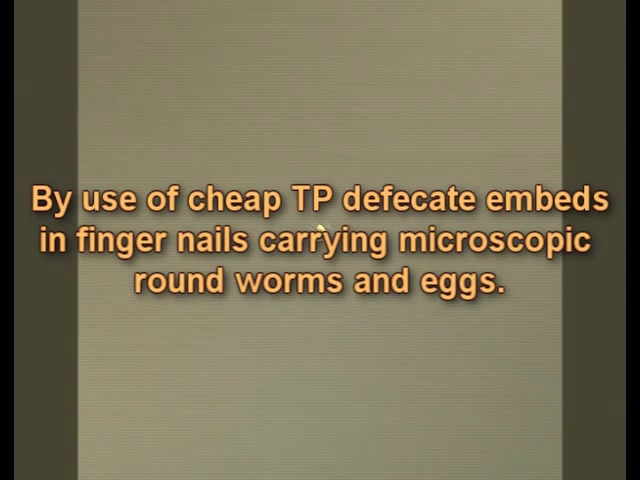 By use of cheap TP defecate embeds
in finger nails carrying microscopic
round worms and eggs.